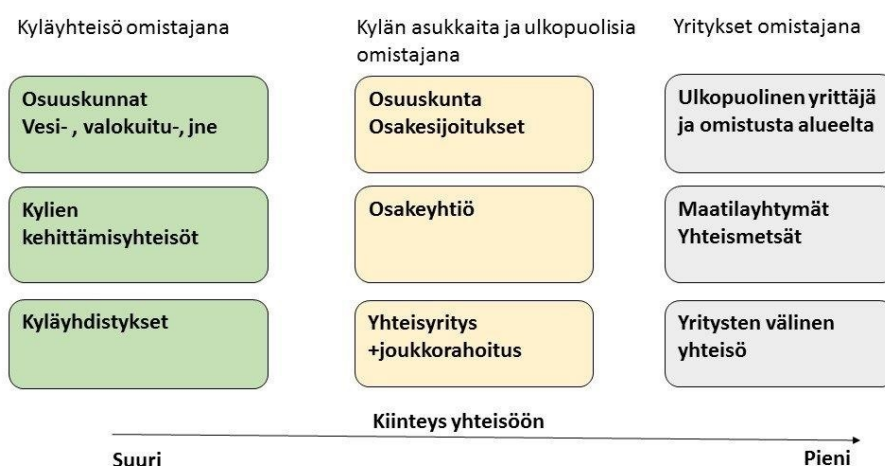 Kyläyhteisö omistajana
Kylän asukkaita ja ulkopuolisia
omistajana
Yritykset omistajana
Osuuskunnat
Vesi- , valokuitu-, jne
Osuuskunta
Osakesijoitukset
Ulkopuolinen yrittäjä
ja omistusta alueelta
Kylien
kehittämisyhteisöt
Osakeyhtiö
Maatilayhtymät
Yhteismetsät
Kyläyhdistykset
Yhteisyritys
+joukkorahoitus
Yritysten välinen
yhteisö
Kiinteys yhteisöön
Suuri
Pieni